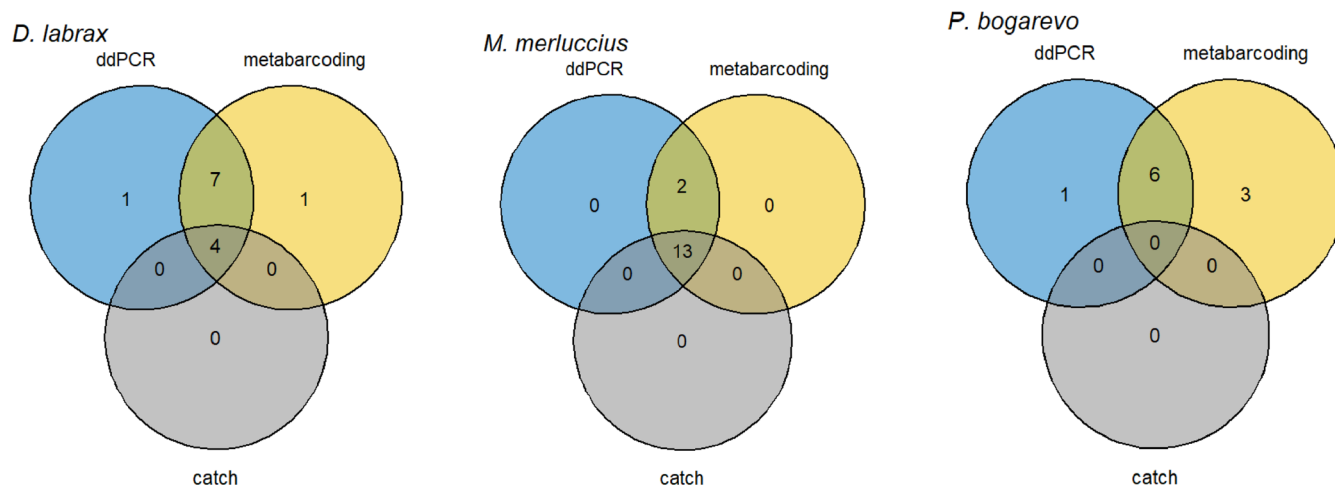 D. labrax
ddPCR metabarcoding
1 7 1
4
0 0
0
catch
M. merluccius
ddPCR metabarcoding
0 2 0
13
0 0
0
catch
P. bogarevo
ddPCR metabarcoding
1 6 3
0
0 0
0
catch